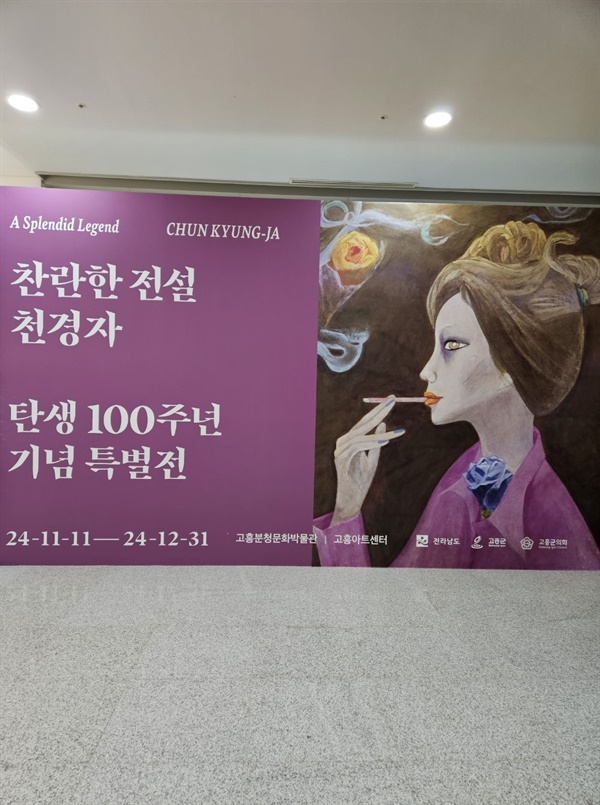 A Splendid Legend
CHUN KYUNG-JA
찬란한 전설
천경자
탄생 100주년
기념 특별전
24-11-11 — 24-12-31
고흥분청문화박물관 | 고흥아트센터
전라남도
고흥군
고흥군의회